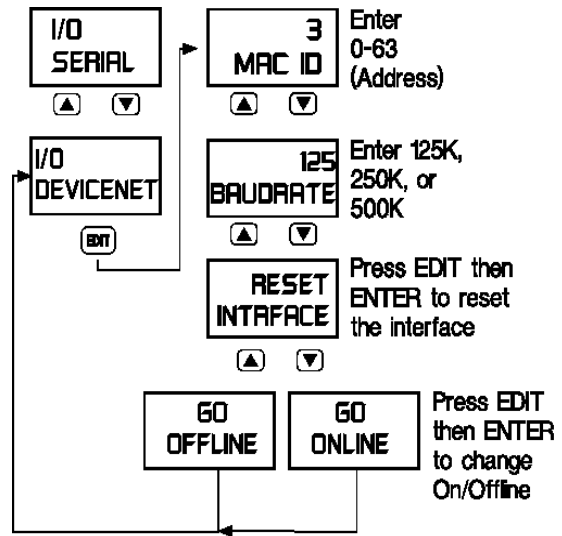 I/O
SERIAL
3
MAC ID
Enter
0-63
(Address)
I/O
DEVICENET
EDIT
125
BAUDRATE
Enter 125K,
250K, or
500K
RESET
INTRFACE
Press EDIT then
ENTER to reset
the interface
GO
OFFLINE
GO
ONLINE
Press EDIT
then ENTER
to change
On/Offline